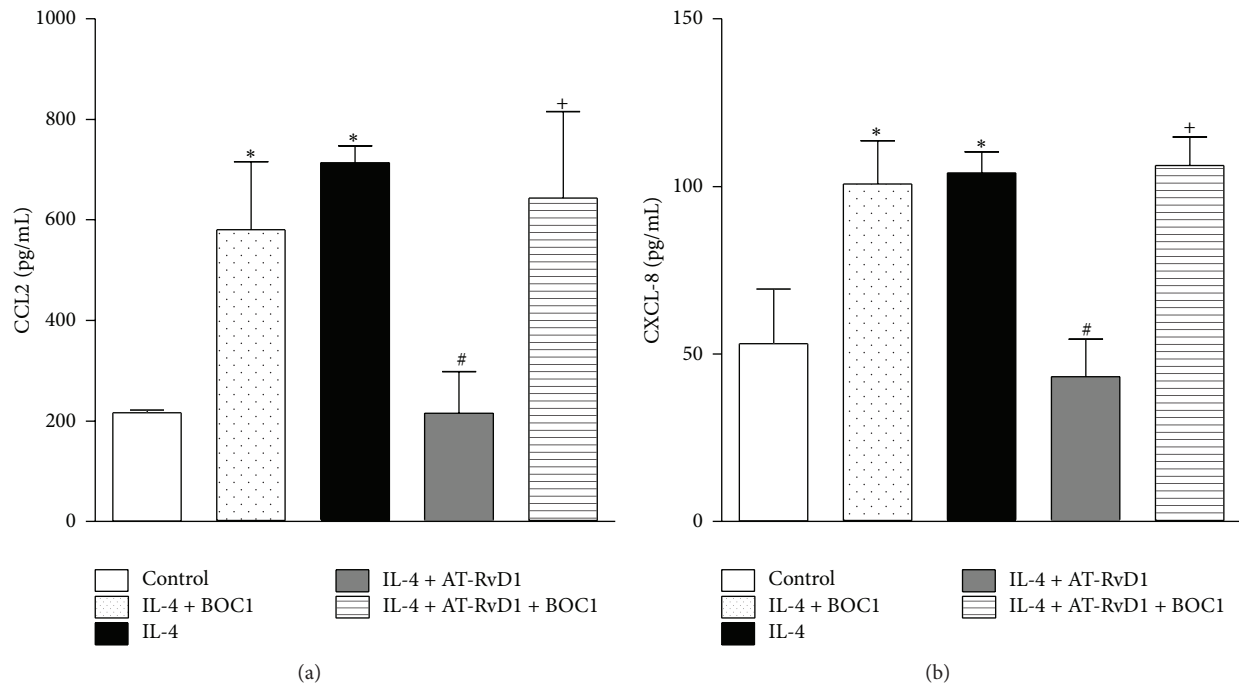 1000
800
600
400
200
0
CCL2 (pg/mL)
*
*
#
+
Control
IL-4 + BOC1
IL-4
IL-4 + AT-RvD1
IL-4 + AT-RvD1 + BOC1
(a)
150
100
50
0
CXCL-8 (pg/mL)
*
*
#
+
Control
IL-4 + BOC1
IL-4
IL-4 + AT-RvD1
IL-4 + AT-RvD1 + BOC1
(b)